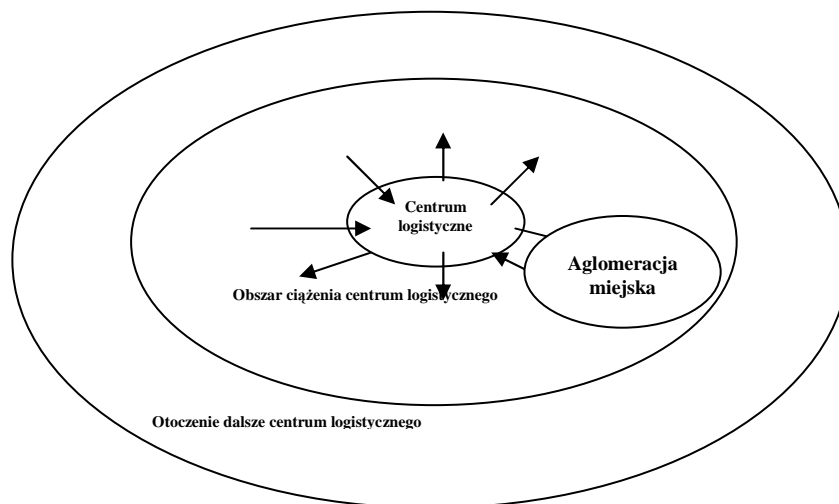 Centrum
logistyczne
Aglomeracja
miejska
Obszar ciążenia centrum logistycznego
Otoczenie dalsze centrum logistycznego